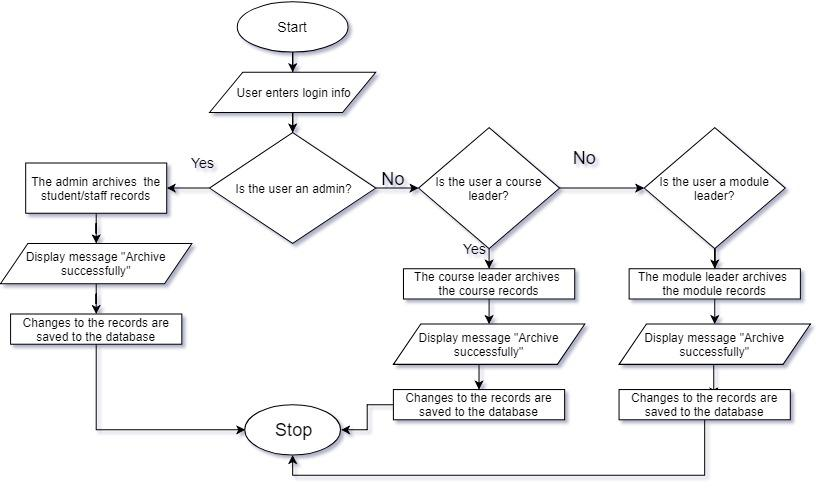 Start
User enters login info
Yes
Is the user an admin?
No
Is the user a course
leader?
No
Is the user a module
leader?
The admin archives the
student/staff records
Display message "Archive
successfully"
Changes to the records are
saved to the database
Yes
The course leader archives
the course records
Display message "Archive
successfully"
Changes to the records are
saved to the database
The module leader archives
the module records
Display message "Archive
successfully"
Changes to the records are
saved to the database
Stop